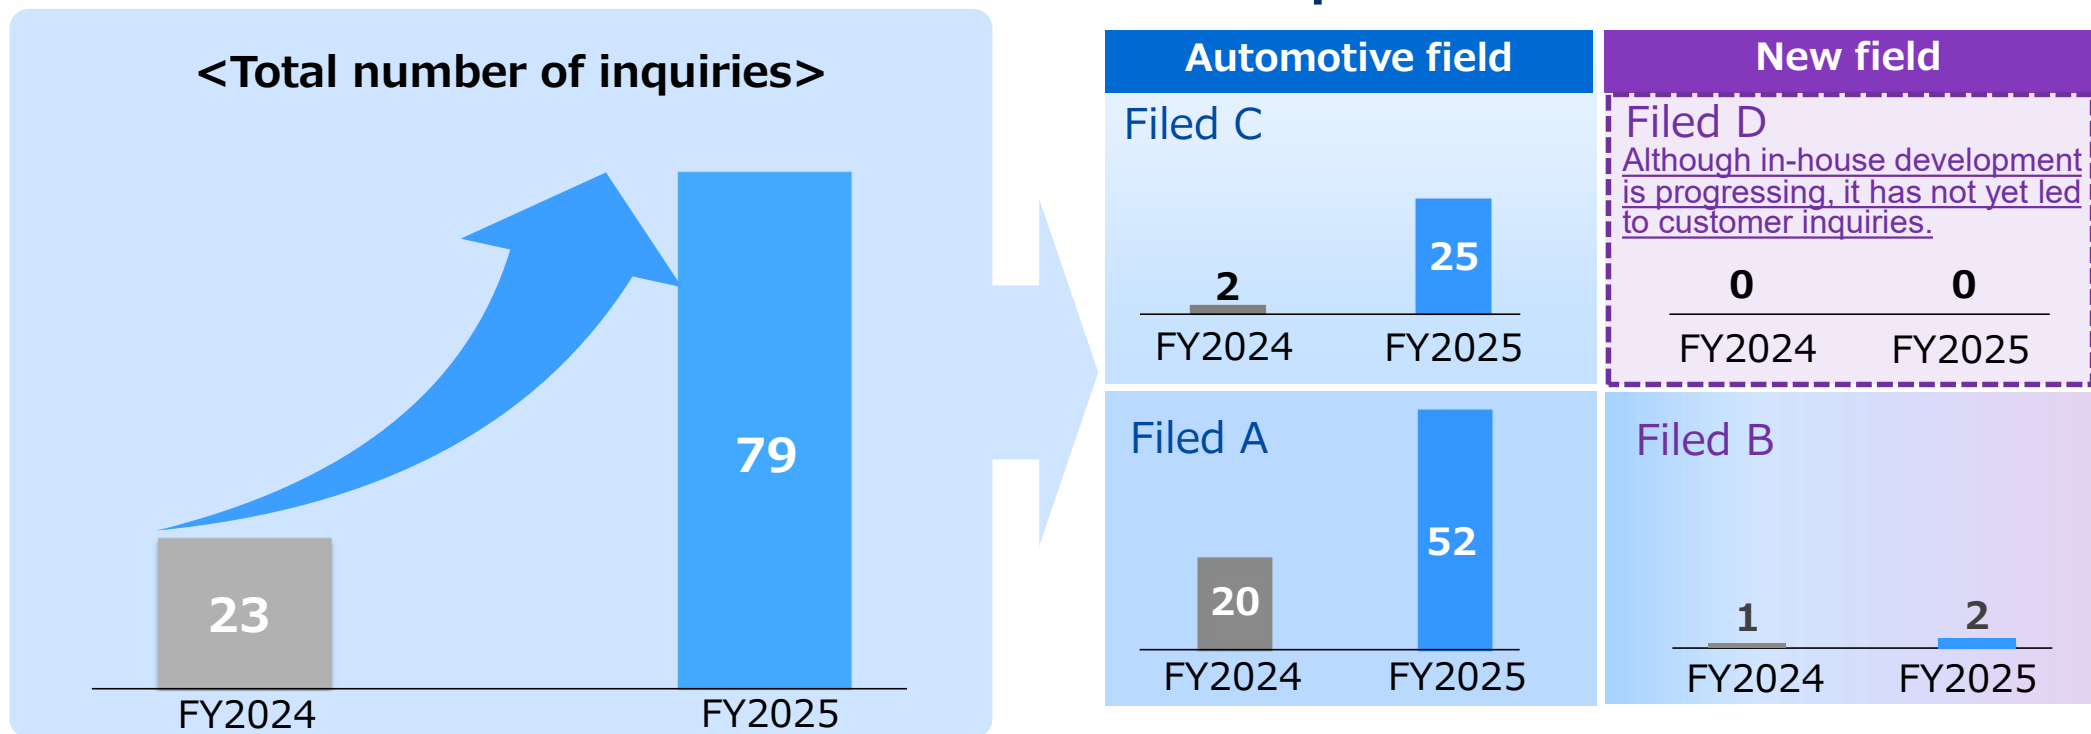 <Total number of inquiries>
23
79
FY2024
FY2025
Automotive field
New field
Filed C
2
25
FY2024
FY2025
Filed D
Although in-house development
is progressing, it has not yet led
to customer inquiries.
0
0
FY2024
FY2025
Filed A
20
52
FY2024
FY2025
Filed B
1
2
FY2024
FY2025